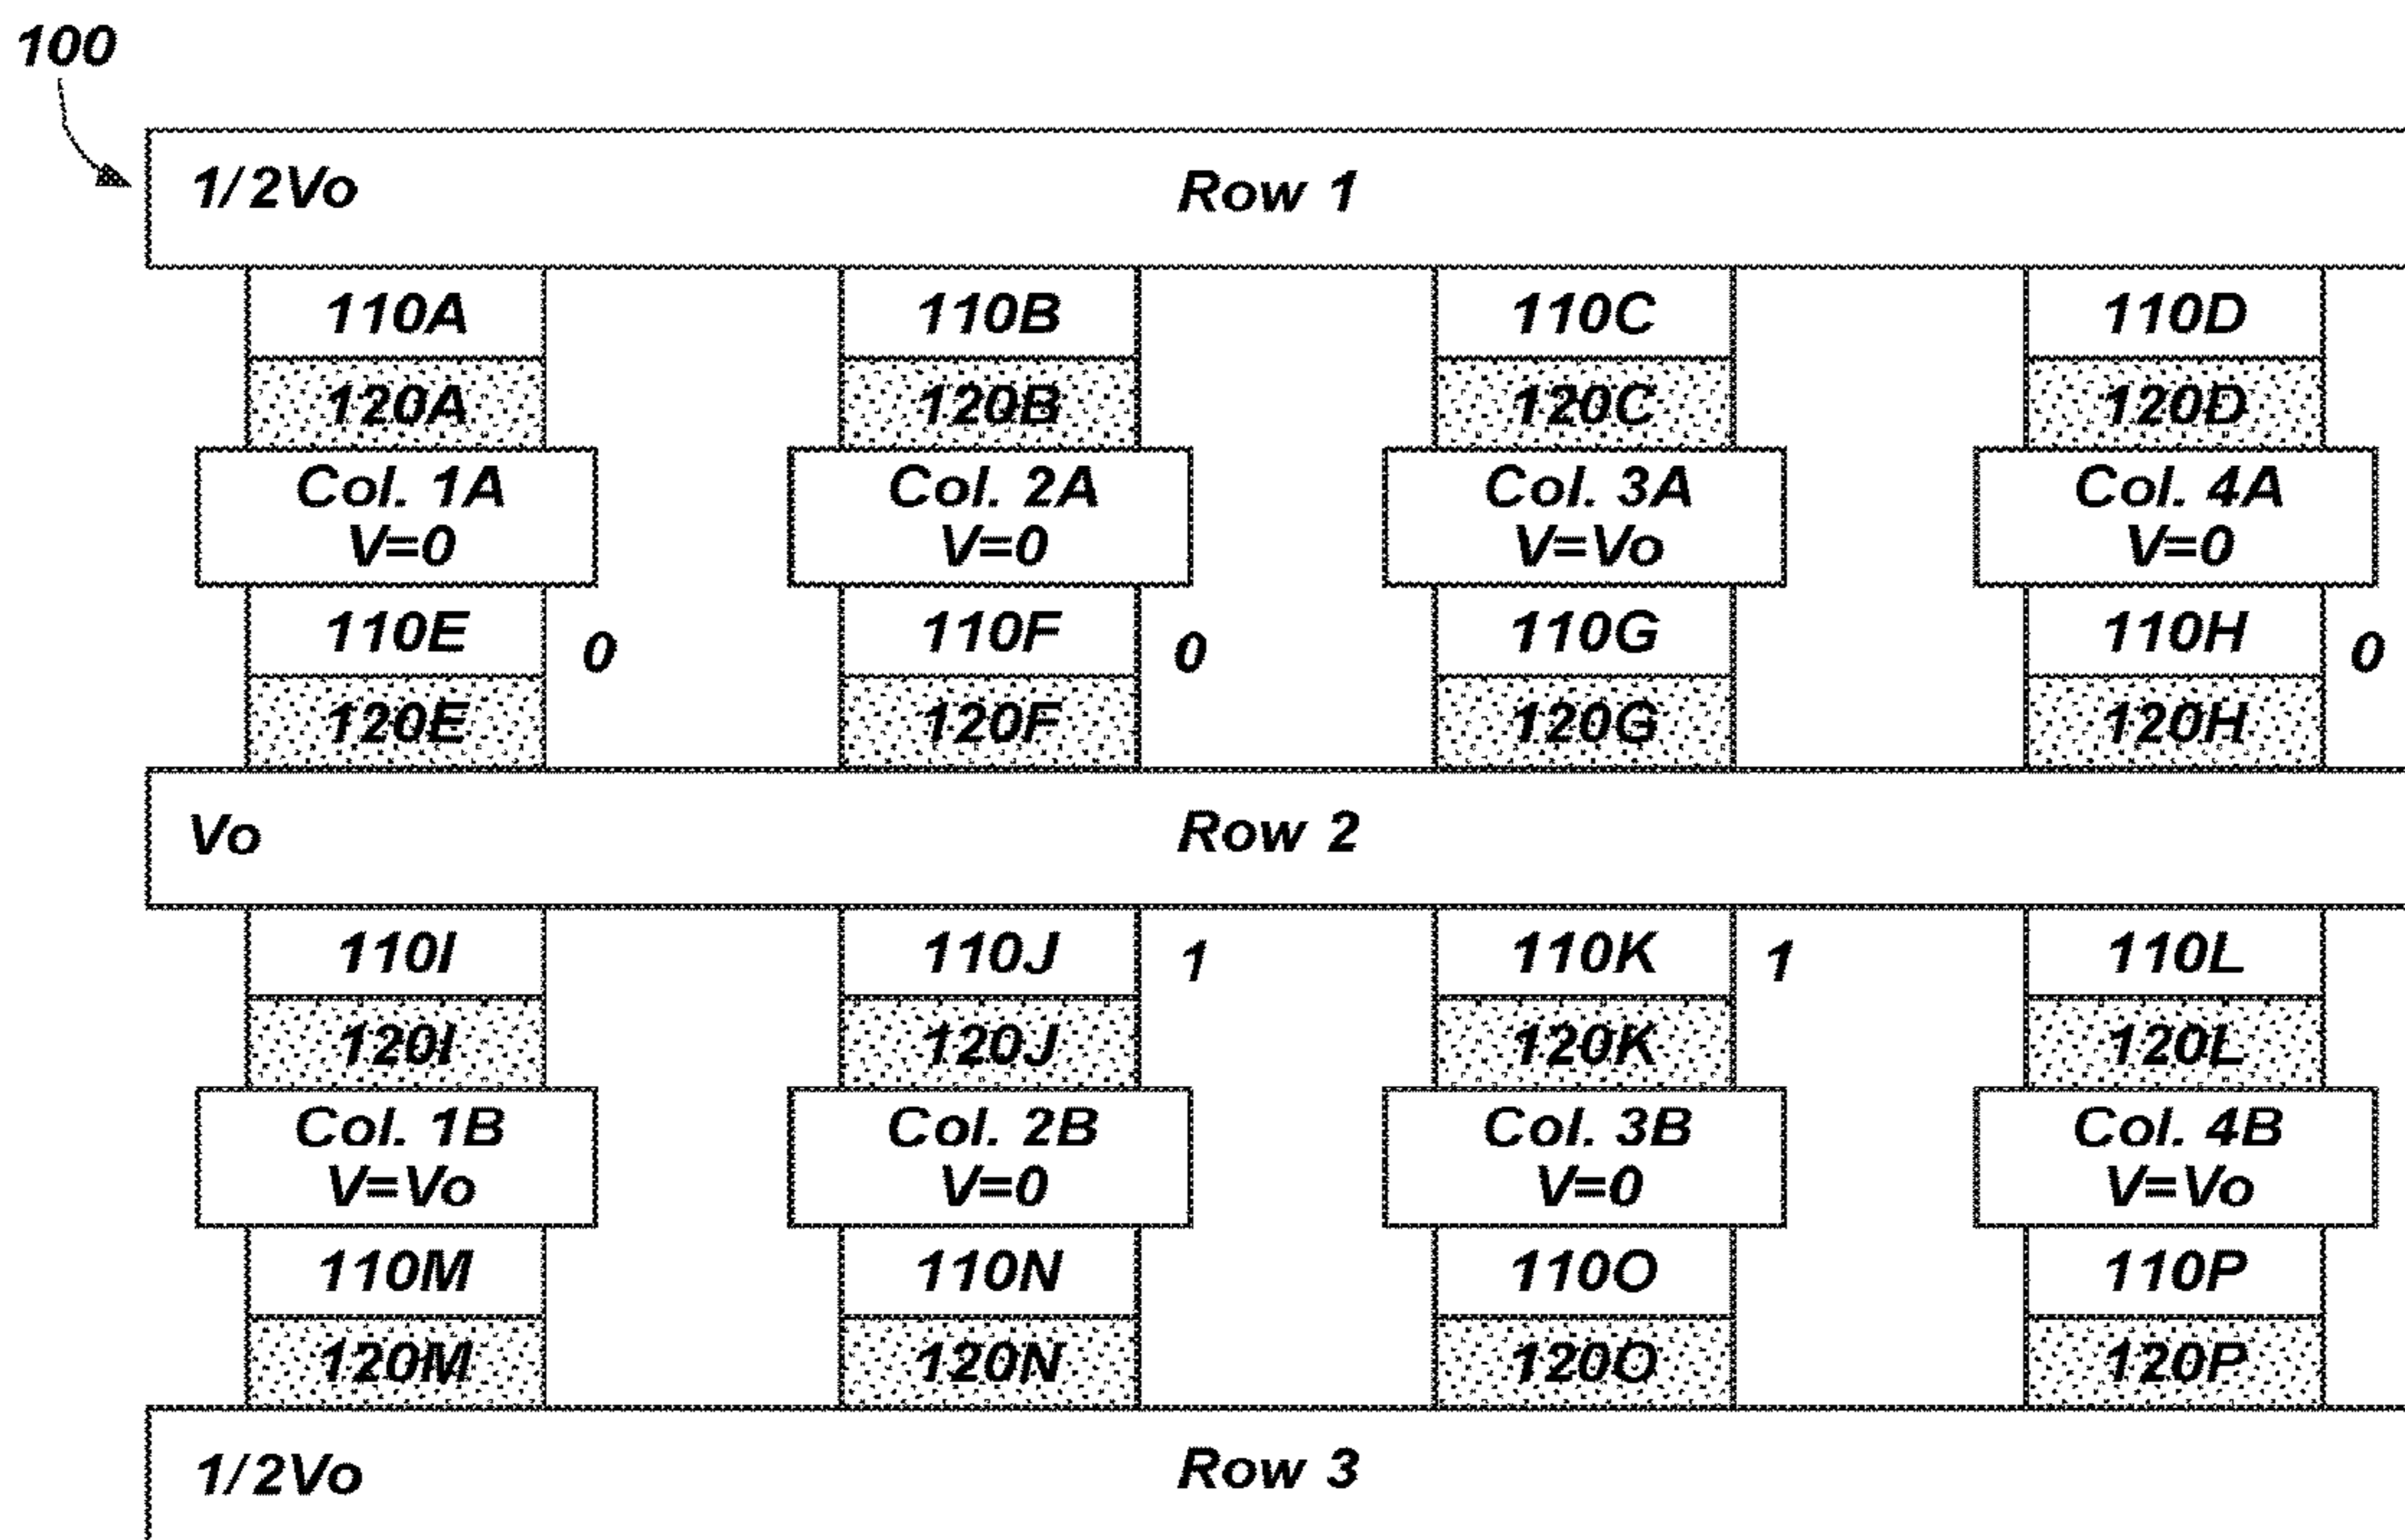 100
1/2Vo Row 1
110A 110B 110C 110D
120A 120B 120C 120D
Col. 1A Col. 2A Col. 3A Col. 4A
V=0 V=0 V=Vo V=0
110E 0 110F 0 110G 110H 0
120E 120F 120G 120H
Vo Row 2
110I 110J 1 110K 1 110L
120I 120J 120K 120L
Col. 1B Col. 2B Col. 3B Col. 4B
V=Vo V=0 V=0 V=Vo
110M 110N 110O 110P
120M 120N 120O 120P
1/2Vo Row 3